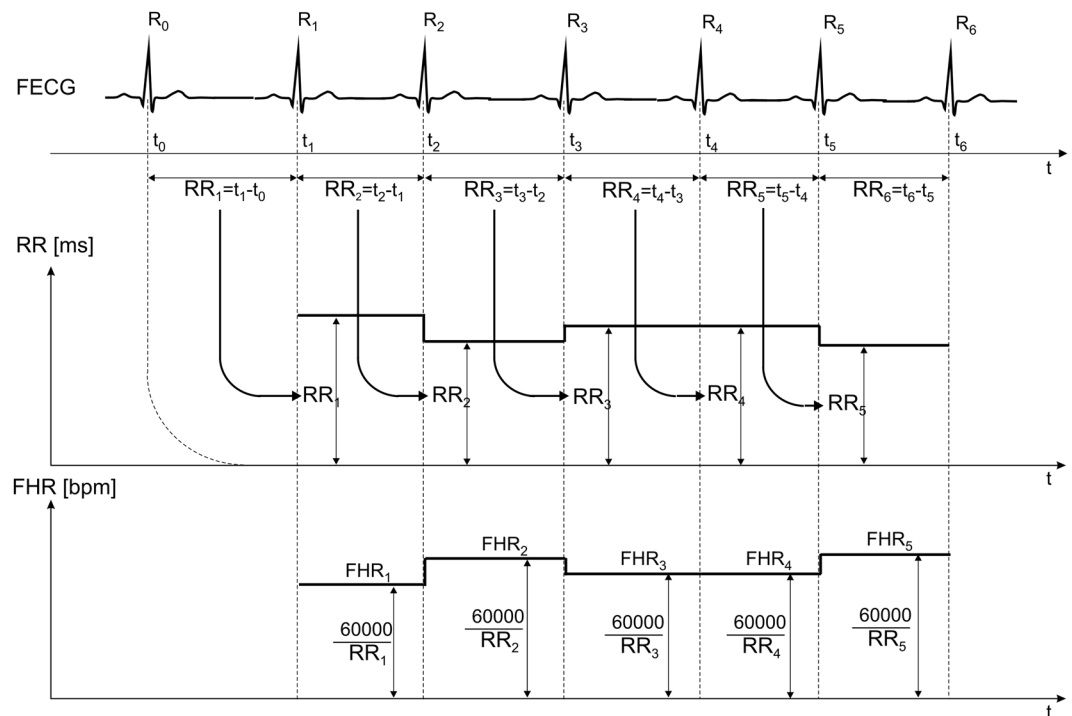 R₀ R₁ R₂ R₃ R₄ R₅ R₆
FECG
t₀ t₁ t₂ t₃ t₄ t₅ t₆
t
RR₁=t₁-t₀ RR₂=t₂-t₁ RR₃=t₃-t₂ RR₄=t₄-t₃ RR₅=t₅-t₄ RR₆=t₆-t₅
RR [ms]
RR₁ RR₂ RR₃ RR₄ RR₅
t
FHR [bpm]
FHR₁ FHR₂ FHR₃ FHR₄ FHR₅
60000 60000 60000 60000 60000
RR₁ RR₂ RR₃ RR₄ RR₅
t